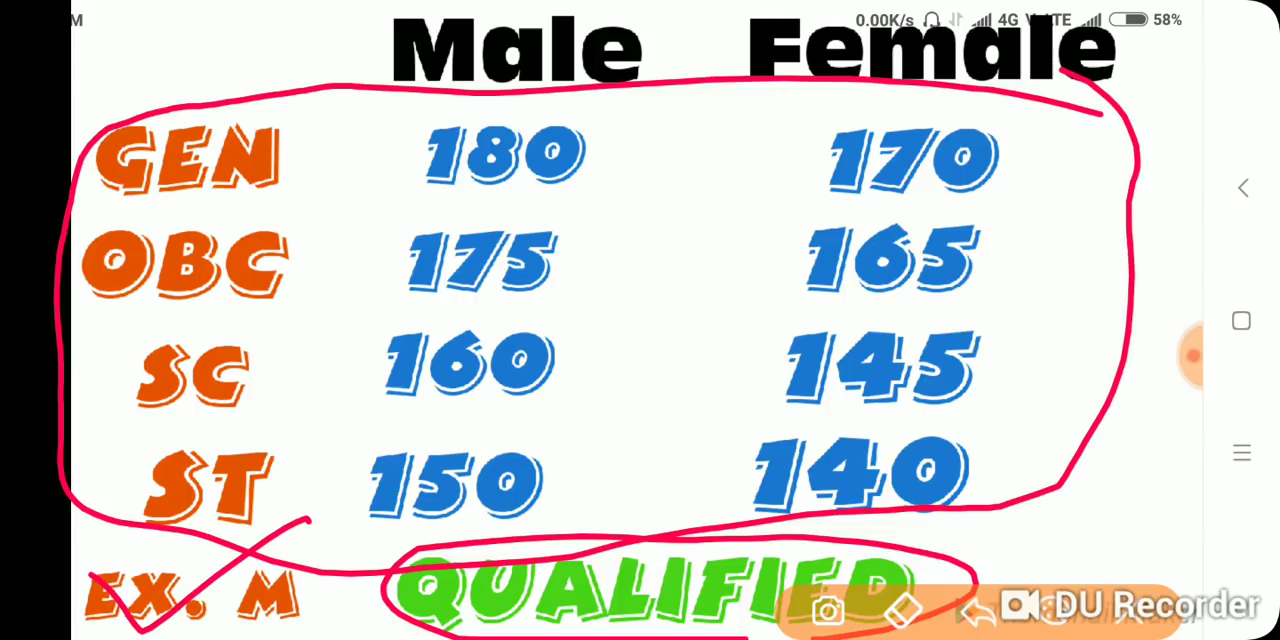 M 0.00K/s 4G 58%
Male Female
GEN 180 170
OBC 175 165
SC 160 145
ST 150 140
EX. M QUALIFIED
DU Recorder